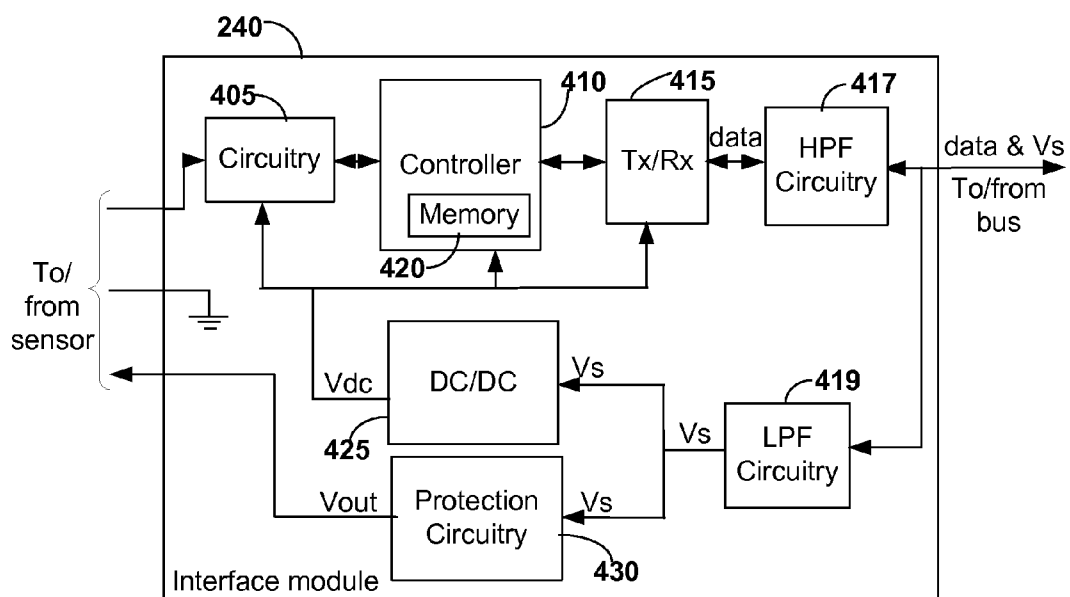 240
405
410
415
417
Circuitry
Controller
Memory
420
Tx/Rx
data
HPF
Circuitry
data & Vs
To/from
bus
To/
from
sensor
Vdc
DC/DC
425
Vs
Vs
419
LPF
Circuitry
Vout
Protection
Circuitry
Vs
430
Interface module